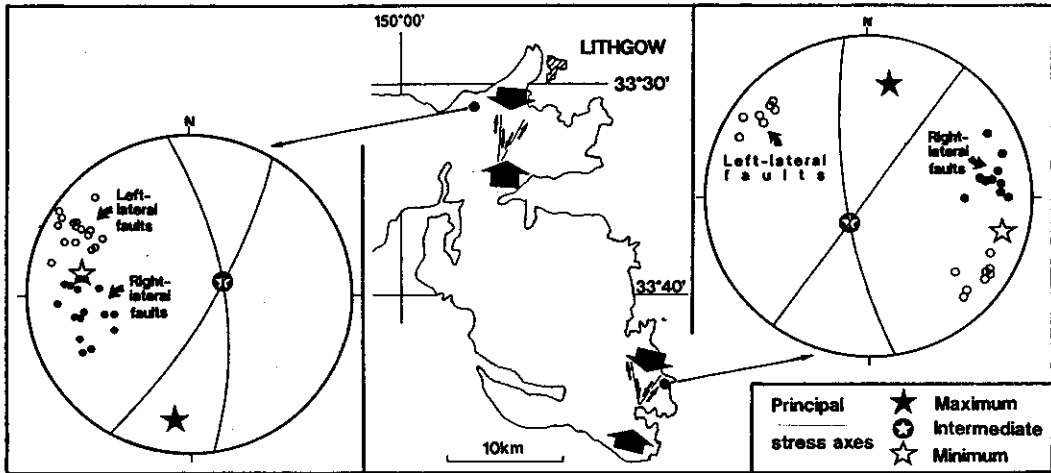 N
Left-
lateral
faults
Right-
lateral
faults
150°00'
LITHGOW
33°30'
33°40'
10km
N
Left-lateral
faults
Right-
lateral
faults
Principal
stress axes
Maximum
Intermediate
Minimum